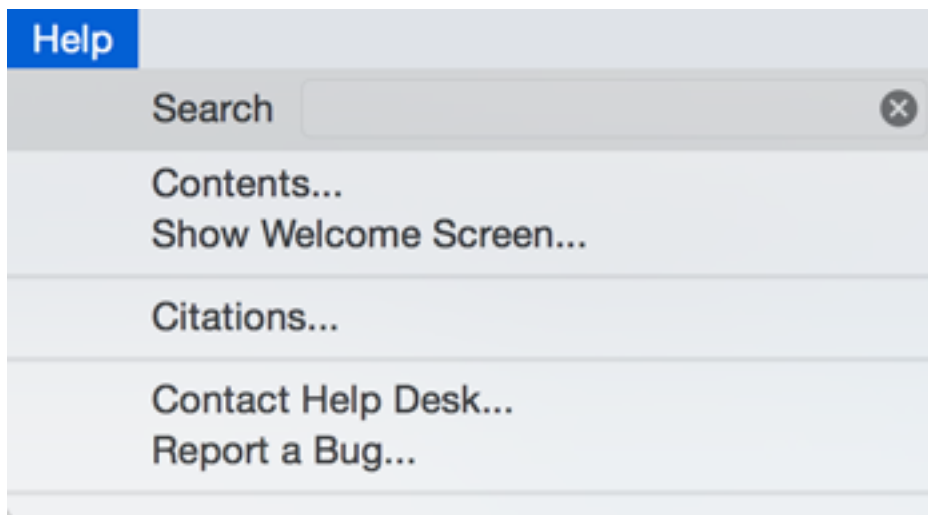 Help
Search
Contents...
Show Welcome Screen...
Citations...
Contact Help Desk...
Report a Bug...